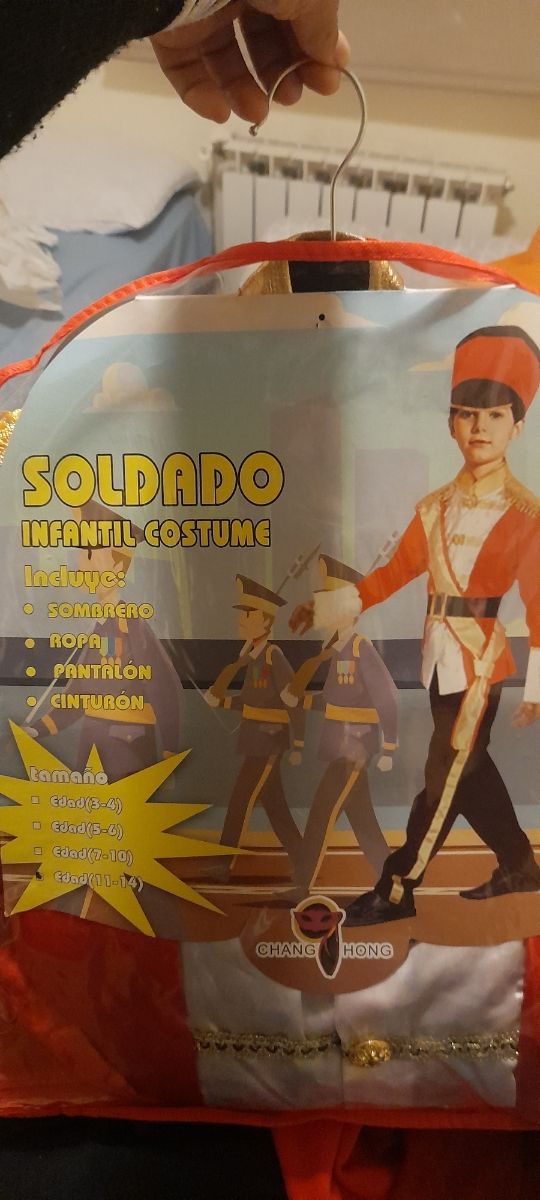 SOLDADO
INFANTIL COSTUME
Incluye:
• SOMBRERO
• ROPA
• PANTALÓN
• CINTURÓN
tamaño
Edad(3-4)
Edad(5-6)
Edad(7-10)
Edad(11-14)
CHANG HONG